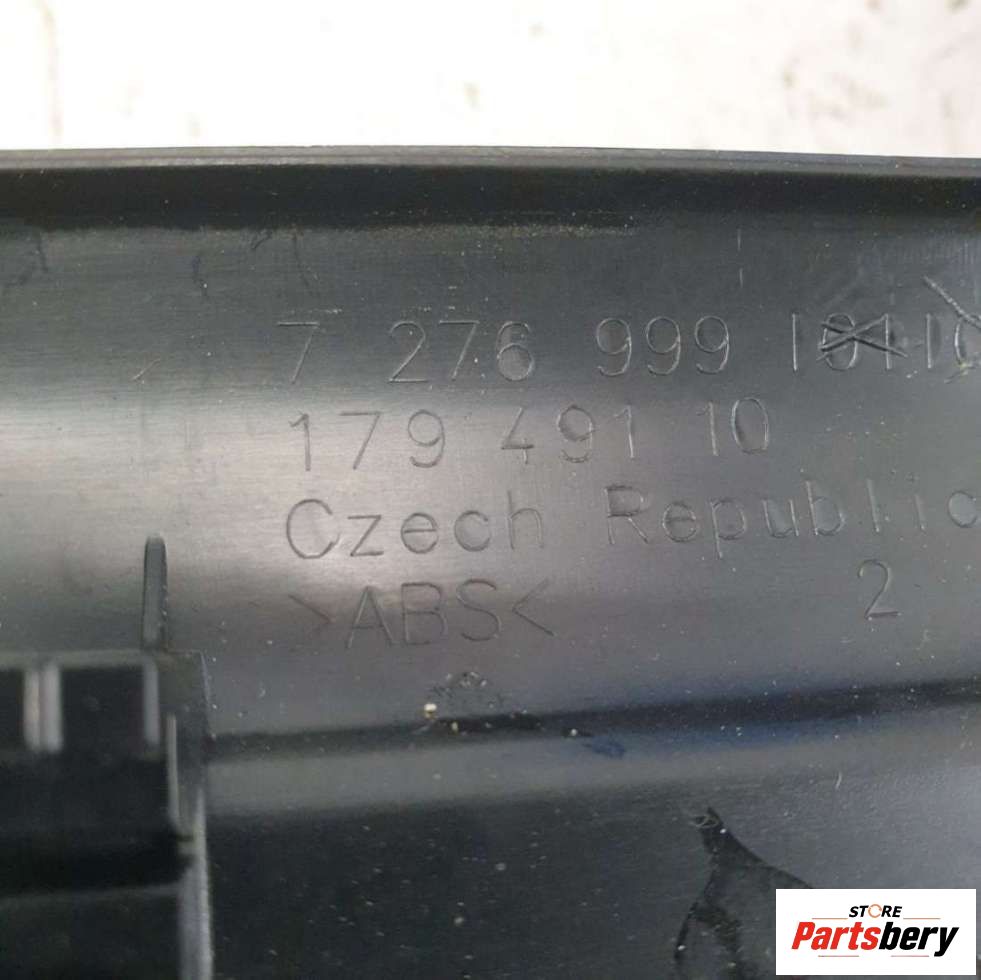 7 276 999
179 491 10
Czech Republic
>ABS<
2
STORE
Partsbery